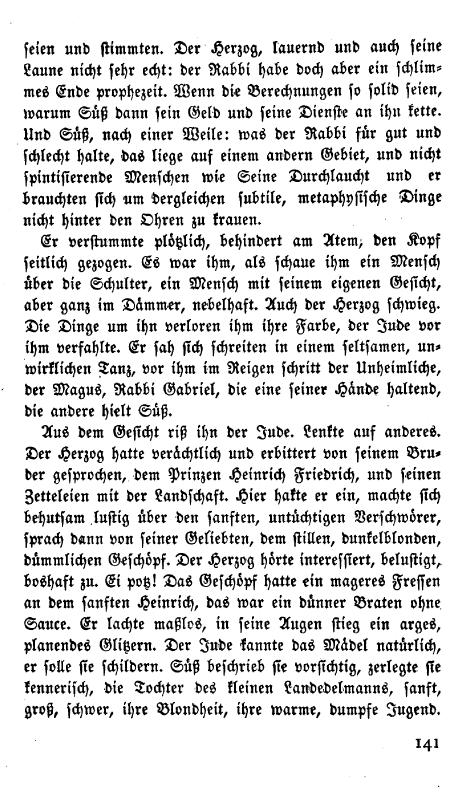 seien und stimmten. Der Herzog, lauernd und auch seine
Laune nicht sehr echt: der Rabbi habe doch aber ein schlim-
mes Ende prophezeit. Wenn die Berechnungen so solid seien,
warum Süß dann sein Geld und seine Dienste an ihn kette.
Und Süß, nach einer Weile: was der Rabbi für gut und
schlecht halte, das liege auf einem andern Gebiet, und nicht
spintisierende Menschen wie Seine Durchlaucht und er
brauchten sich um dergleichen subtile, metaphysische Dinge
nicht hinter den Ohren zu krauen.
Er verstummte plötzlich, behindert am Atem, den Kopf
seitlich gezogen. Es war ihm, als schaue ihm ein Mensch
über die Schulter, ein Mensch mit seinem eigenen Gesicht,
aber ganz im Dämmer, nebelhaft. Auch der Herzog schwieg.
Die Dinge um ihn verloren ihm ihre Farbe, der Jude vor
ihm verfahlte. Er sah sich schreiten in einem seltsamen, un-
wirklichen Tanz, vor ihm im Reigen schritt der Unheimliche,
der Magus, Rabbi Gabriel, die eine seiner Hände haltend,
die andere hielt Süß.
Aus dem Gesicht riß ihn der Jude. Lenkte auf anderes.
Der Herzog hatte verächtlich und erbittert von seinem Bru-
der gesprochen, dem Prinzen Heinrich Friedrich, und seinen
Zetteleien mit der Landschaft. Hier hakte er ein, machte sich
behutsam lustig über den sanften, untüchtigen Verschwörer,
sprach dann von seiner Geliebten, dem stillen, dunkelblonden,
dümmlichen Geschöpf. Der Herzog hörte interessiert, belustigt,
boshaft zu. Ei potz! Das Geschöpf hatte ein mageres Fressen
an dem sanften Heinrich, das war ein dünner Braten ohne
Sauce. Er lachte maßlos, in seine Augen stieg ein arges,
planendes Glitzern. Der Jude kannte das Mädel natürlich,
er solle sie schildern. Süß beschrieb sie vorsichtig, zerlegte sie
kennerisch, die Tochter des kleinen Landedelmanns, sanft,
groß, schwer, ihre Blondheit, ihre warme, dumpfe Jugend.
141